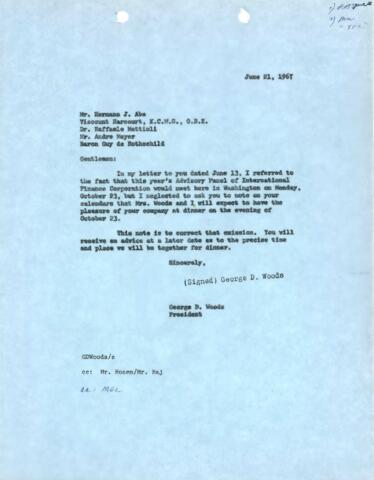 June 21, 1967
Mr. Hermann J. Abs
Viscount Harcourt, K.C.M.G., O.B.E.
Dr. Raffaele Mattioli
Mr. Andre Meyer
Baron Guy de Rothschild
Gentlemen:
In my letter to you dated June 13, I referred to
the fact that this year's Advisory Panel of International
Finance Corporation would meet here in Washington on Monday,
October 23, but I neglected to ask you to note on your
calendars that Mrs. Woods and I will expect to have the
pleasure of your company at dinner on the evening of
October 23.
This note is to correct that omission. You will
receive an advice at a later date as to the precise time
and place we will be together for dinner.
Sincerely,
(Signed) George D. Woods
George D. Woods
President
GDWoods/s
cc: Mr. Rosen/Mr. Raj
cc: